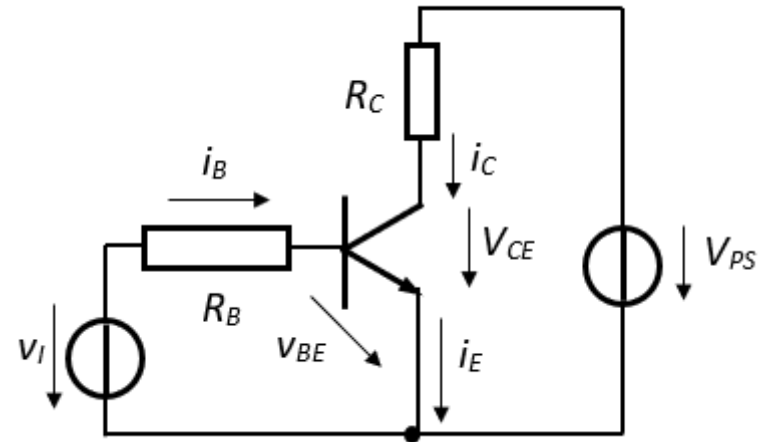 R_C
i_B
i_C
V_CE
V_PS
R_B
v_BE
i_E
v_I